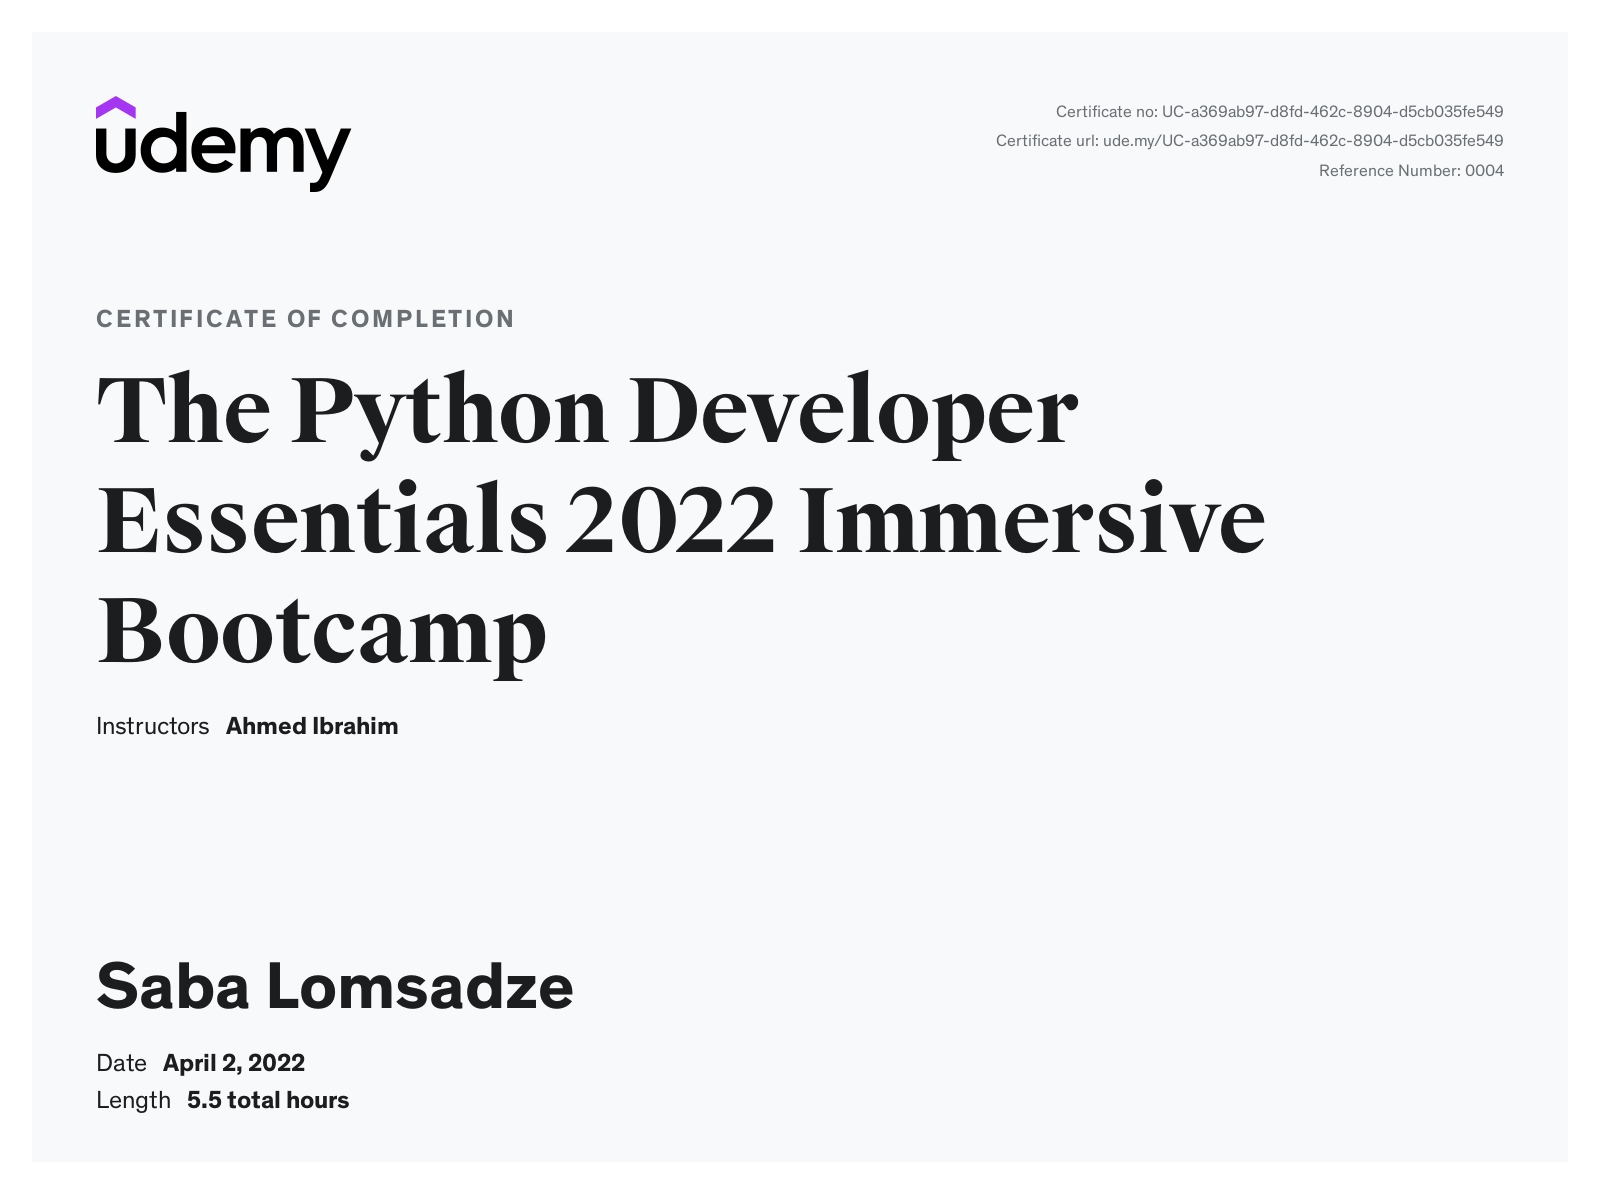 udemy
Certificate no: UC-a369ab97-d8fd-462c-8904-d5cb035fe549
Certificate url: ude.my/UC-a369ab97-d8fd-462c-8904-d5cb035fe549
Reference Number: 0004
CERTIFICATE OF COMPLETION
The Python Developer
Essentials 2022 Immersive
Bootcamp
Instructors Ahmed Ibrahim
Saba Lomsadze
Date April 2, 2022
Length 5.5 total hours